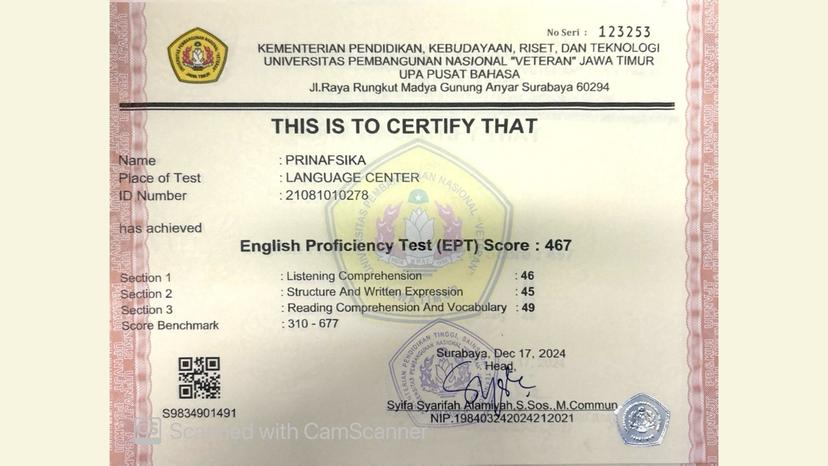 No Seri : 123253
KEMENTERIAN PENDIDIKAN, KEBUDAYAAN, RISET, DAN TEKNOLOGI
UNIVERSITAS PEMBANGUNAN NASIONAL "VETERAN" JAWA TIMUR
UPA PUSAT BAHASA
Jl.Raya Rungkut Madya Gunung Anyar Surabaya 60294
THIS IS TO CERTIFY THAT
Name : PRINAFSIKA
Place of Test : LANGUAGE CENTER
ID Number : 21081010278
has achieved
English Proficiency Test (EPT) Score : 467
Section 1 : Listening Comprehension : 46
Section 2 : Structure And Written Expression : 45
Section 3 : Reading Comprehension And Vocabulary : 49
Score Benchmark : 310 - 677
Surabaya, Dec 17, 2024
Head,
Syifa Syarifah Alamiyah,S.Sos.,M.Commun
NIP.198403242024212021
S9834901491
CS Scanned with CamScanner